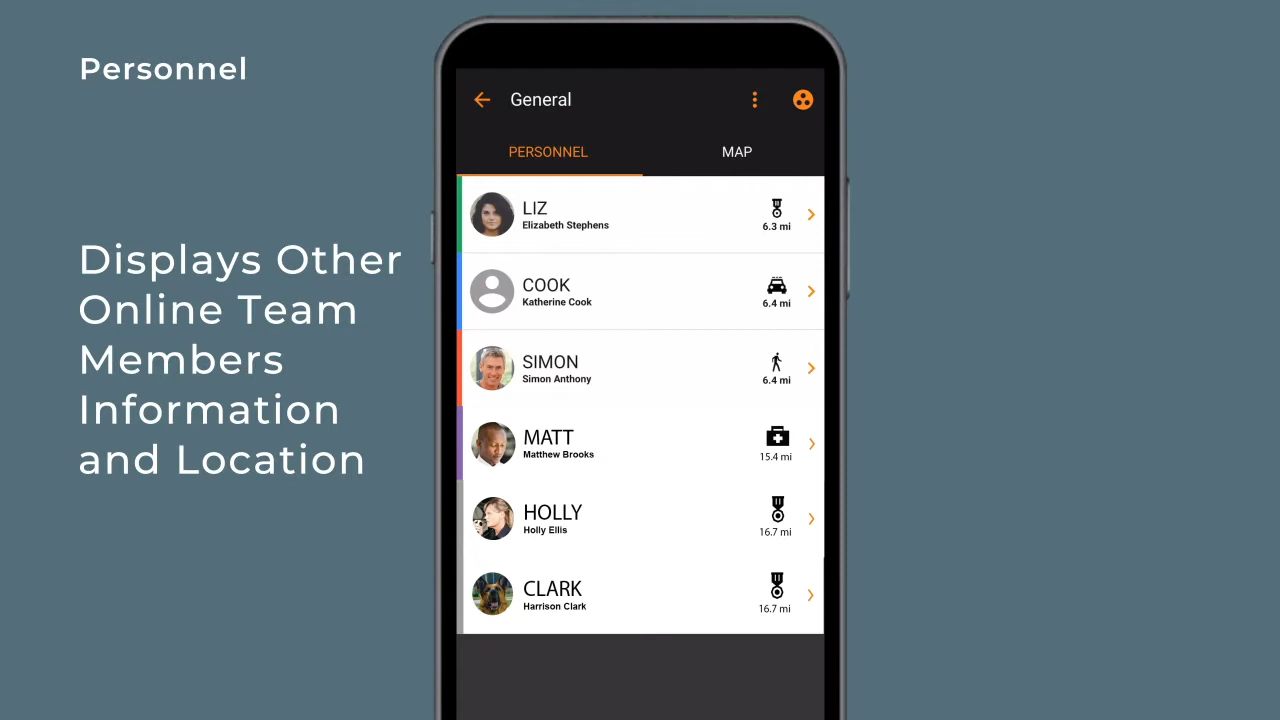 Personnel
Displays Other
Online Team
Members
Information
and Location
General
PERSONNEL
MAP
LIZ
Elizabeth Stephens
6.3 mi
COOK
Katherine Cook
6.4 mi
SIMON
Simon Anthony
6.4 mi
MATT
Matthew Brooks
15.4 mi
HOLLY
Holly Ellis
16.7 mi
CLARK
Harrison Clark
16.7 mi